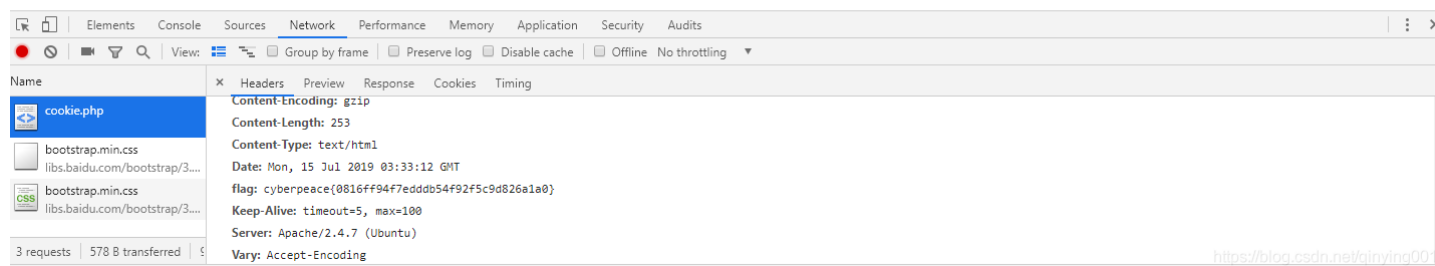 Elements Console Sources Network Performance Memory Application Security Audits
View: Group by frame Preserve log Disable cache Offline No throttling
Name
× Headers Preview Response Cookies Timing
cookie.php
bootstrap.min.css
libs.baidu.com/bootstrap/3....
bootstrap.min.css
libs.baidu.com/bootstrap/3....
3 requests 578 B transferred
Content-Encoding: gzip
Content-Length: 253
Content-Type: text/html
Date: Mon, 15 Jul 2019 03:33:12 GMT
flag: cyberpeace{0816ff94f7edddb54f92f5c9d826a1a0}
Keep-Alive: timeout=5, max=100
Server: Apache/2.4.7 (Ubuntu)
Vary: Accept-Encoding
https://blog.csdn.net/qinying001